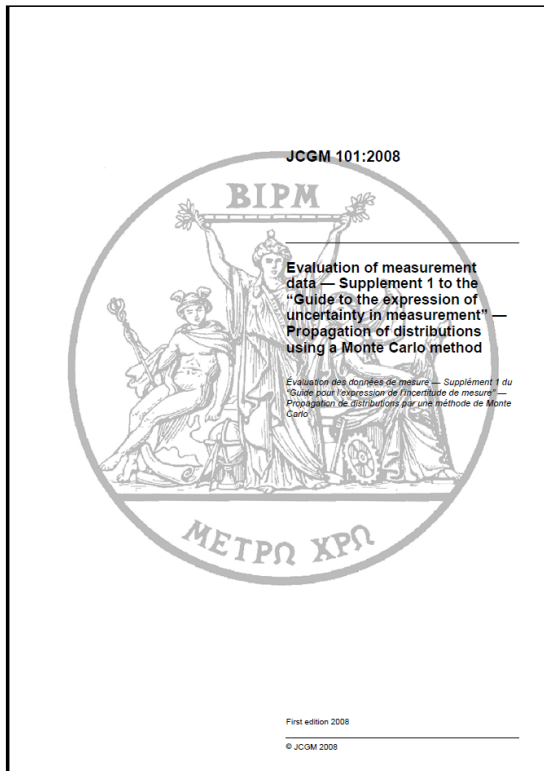 JCGM 101:2008
BIPM
Evaluation of measurement
data — Supplement 1 to the
“Guide to the expression of
uncertainty in measurement” —
Propagation of distributions
using a Monte Carlo method
Évaluation des données de mesure — Supplément 1 du
“Guide pour l’expression de l’incertitude de mesure” —
Propagation de distributions par une méthode de Monte
Carlo
ΜΕΤΡΩ ΧΡΩ
First edition 2008
© JCGM 2008